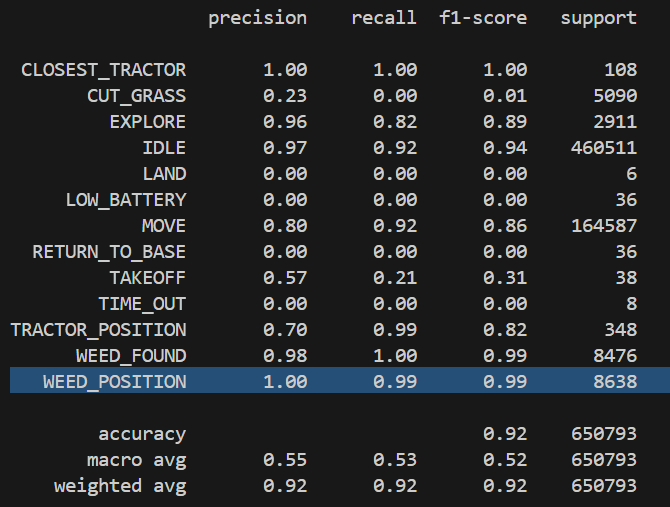 precision recall f1-score support
CLOSEST_TRACTOR 1.00 1.00 1.00 108
CUT_GRASS 0.23 0.00 0.01 5090
EXPLORE 0.96 0.82 0.89 2911
IDLE 0.97 0.92 0.94 460511
LAND 0.00 0.00 0.00 6
LOW_BATTERY 0.00 0.00 0.00 36
MOVE 0.80 0.92 0.86 164587
RETURN_TO_BASE 0.00 0.00 0.00 36
TAKEOFF 0.57 0.21 0.31 38
TIME_OUT 0.00 0.00 0.00 8
TRACTOR_POSITION 0.70 0.99 0.82 348
WEED_FOUND 0.98 1.00 0.99 8476
WEED_POSITION 1.00 0.99 0.99 8638
accuracy 0.92 650793
macro avg 0.55 0.53 0.52 650793
weighted avg 0.92 0.92 0.92 650793